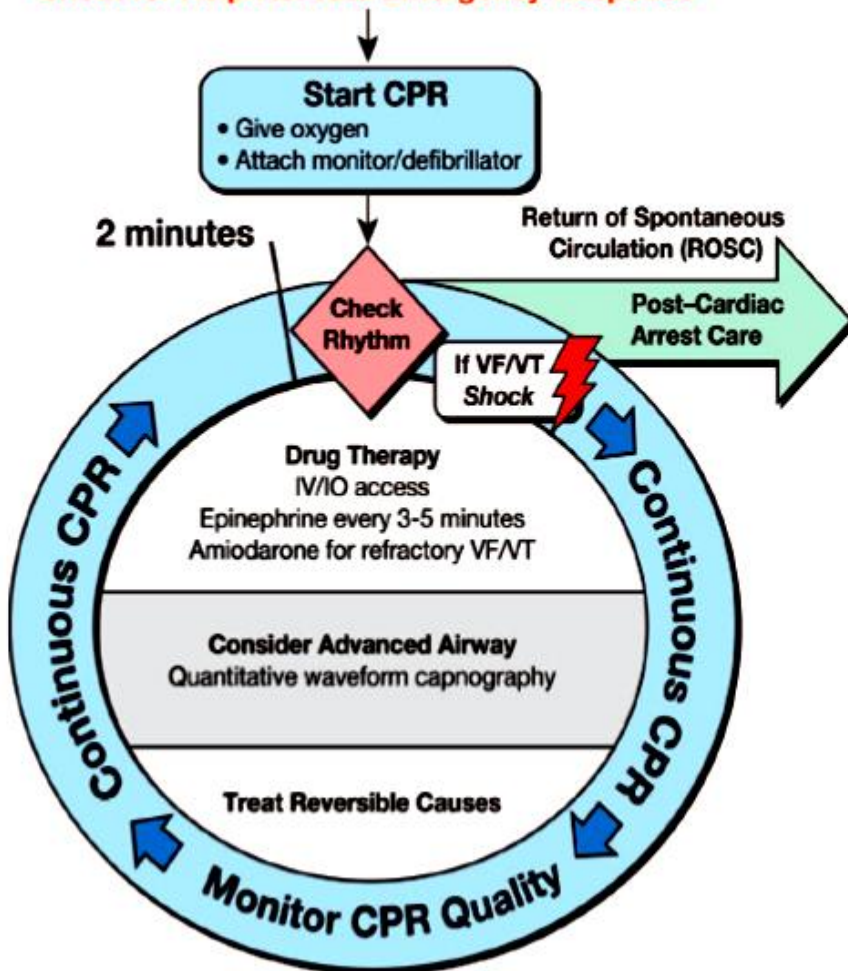 Start CPR
• Give oxygen
• Attach monitor/defibrillator
2 minutes
Return of Spontaneous
Circulation (ROSC)
Check
Rhythm
Post–Cardiac
Arrest Care
If VF/VT
Shock
Drug Therapy
IV/IO access
Epinephrine every 3-5 minutes
Amiodarone for refractory VF/VT
Consider Advanced Airway
Quantitative waveform capnography
Treat Reversible Causes
Continuous CPR
Continuous CPR
Monitor CPR Quality